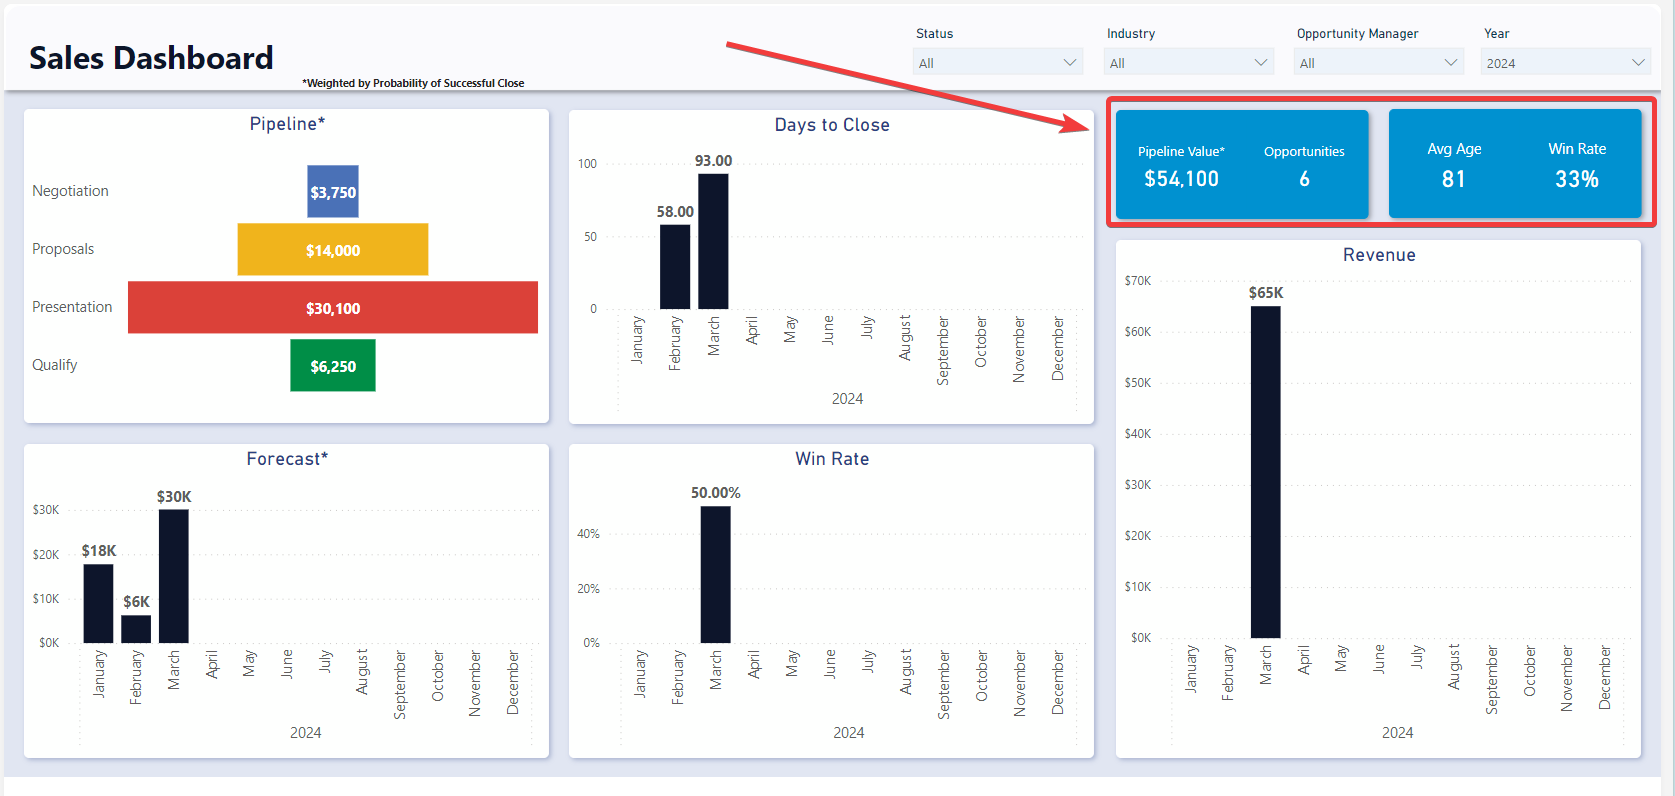 Sales Dashboard
*Weighted by Probability of Successful Close
Status
All
Industry
All
Opportunity Manager
All
Year
2024
Pipeline*
Negotiation
$3,750
Proposals
$14,000
Presentation
$30,100
Qualify
$6,250
Days to Close
100
50
0
58.00
93.00
January
February
March
April
May
June
July
August
September
October
November
December
2024
Pipeline Value*
$54,100
Opportunities
6
Avg Age
81
Win Rate
33%
Revenue
$70K
$60K
$50K
$40K
$30K
$20K
$10K
$0K
$65K
January
February
March
April
May
June
July
August
September
October
November
December
2024
Forecast*
$30K
$20K
$10K
$0K
$18K
$6K
$30K
January
February
March
April
May
June
July
August
September
October
November
December
2024
Win Rate
40%
20%
0%
50.00%
January
February
March
April
May
June
July
August
September
October
November
December
2024